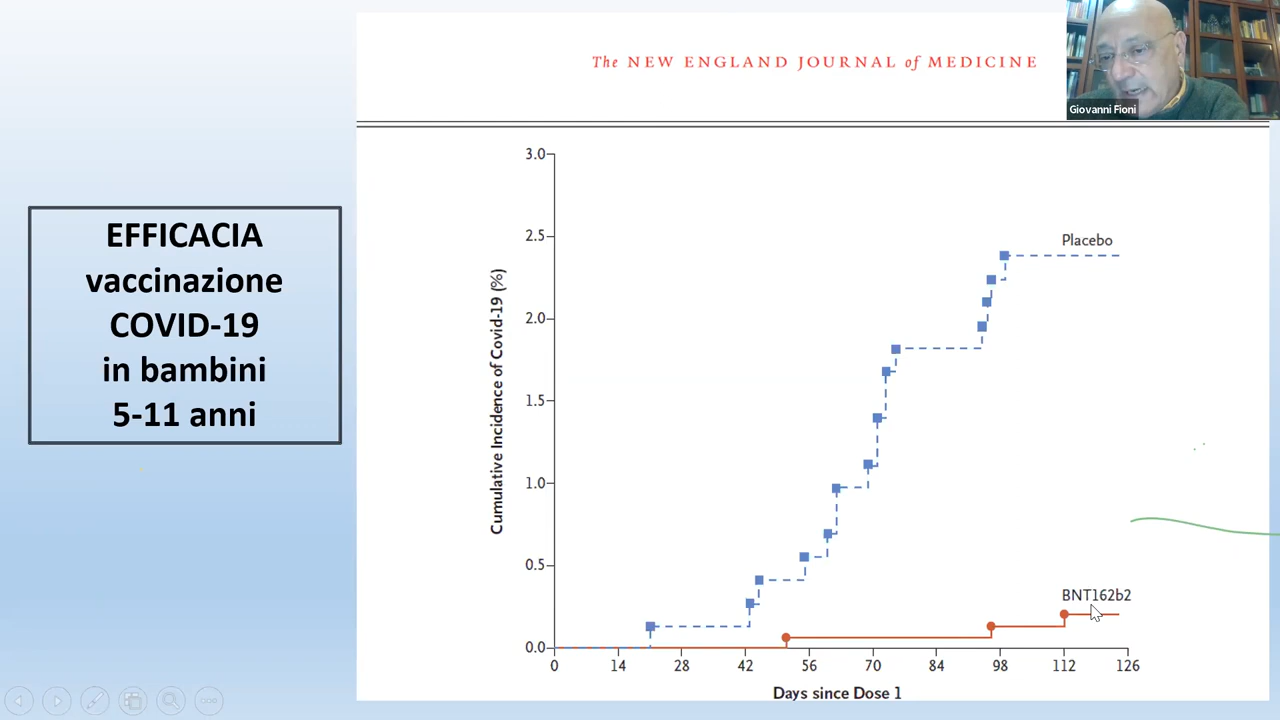 The NEW ENGLAND JOURNAL of MEDICINE
Giovanni Fioni
EFFICACIA
vaccinazione
COVID-19
in bambini
5-11 anni
Cumulative Incidence of Covid-19 (%)
3.0
2.5
2.0
1.5
1.0
0.5
0.0
Placebo
BNT162b2
0 14 28 42 56 70 84 98 112 126
Days since Dose 1